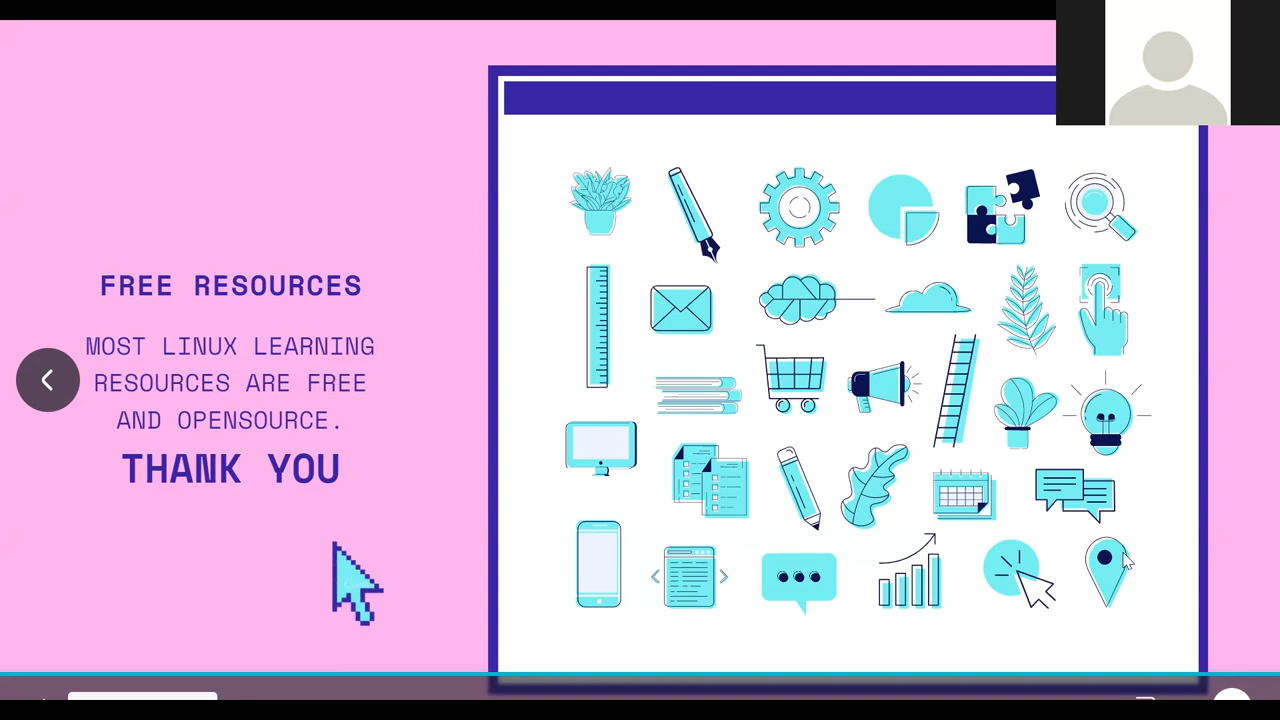 FREE RESOURCES
MOST LINUX LEARNING
RESOURCES ARE FREE
AND OPENSOURCE.
THANK YOU